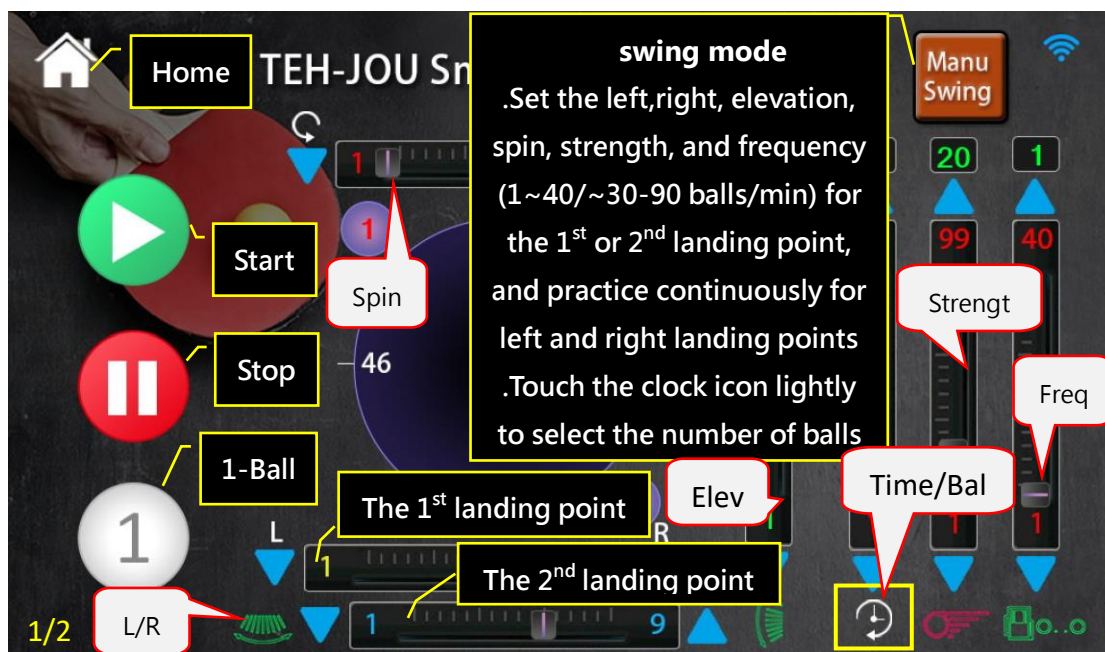 Home
TEH-JOU Sm
swing mode
.Set the left,right, elevation,
spin, strength, and frequency
(1~40/~30-90 balls/min) for
the 1st or 2nd landing point,
and practice continuously for
left and right landing points
.Touch the clock icon lightly
to select the number of balls
Manu
Swing
1
20
1
1
99
40
Start
Spin
Strengt
Stop
46
Freq
1-Ball
Elev
Time/Bal
The 1st landing point
1
L
R
1
1
1
1
The 2nd landing point
L/R
1
9
1/2